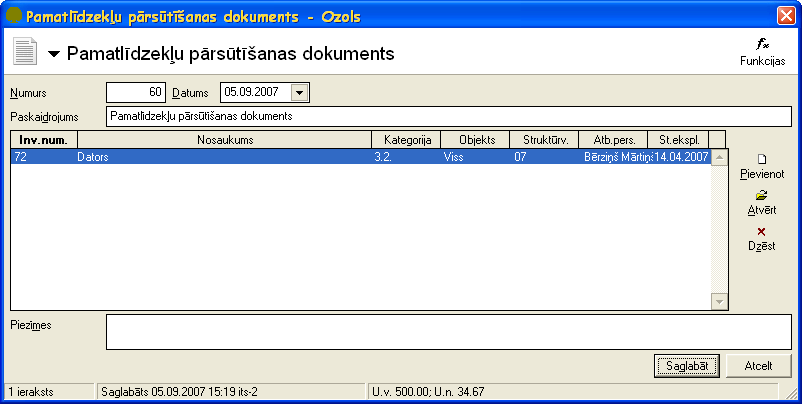 Pamatlīdzekļu pārsūtīšanas dokuments - Ozols
Pamatlīdzekļu pārsūtīšanas dokuments
Funkcijas
Numurs 60 Datums 05.09.2007
Paskaidrojums Pamatlīdzekļu pārsūtīšanas dokuments
Inv.num. Nosaukums Kategorija Objekts Struktūrv. Atb.pers. St.ekspl.
72 Dators 3.2. Viss 07 Bērziņš Mārtiņš 14.04.2007
Pievienot
Atvērt
Dzēst
Piezīmes
Saglabāt Atcelt
1 ieraksts Saglabāts 05.09.2007 15:19 its-2 U.v. 500.00; U.n. 34.67